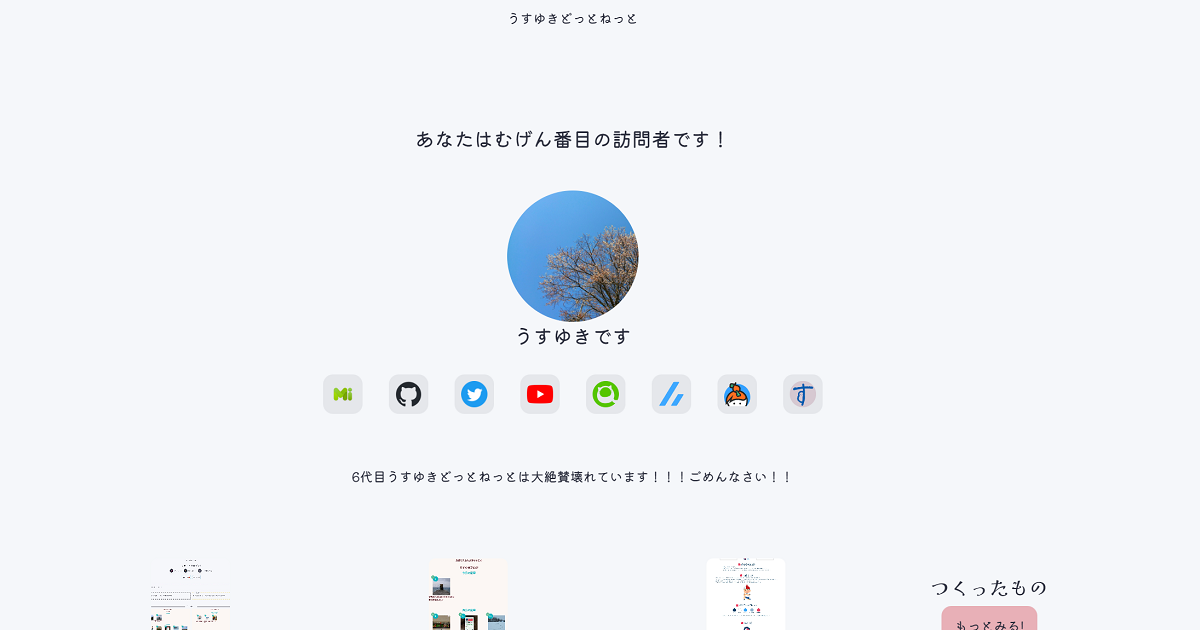 うすゆきどっとねっと
あなたはむげん番目の訪問者です！
うすゆきです
Mi
す
6代目うすゆきどっとねっとは大絶賛壊れています！！！ごめんなさい！！
つくったもの
もっとみる!